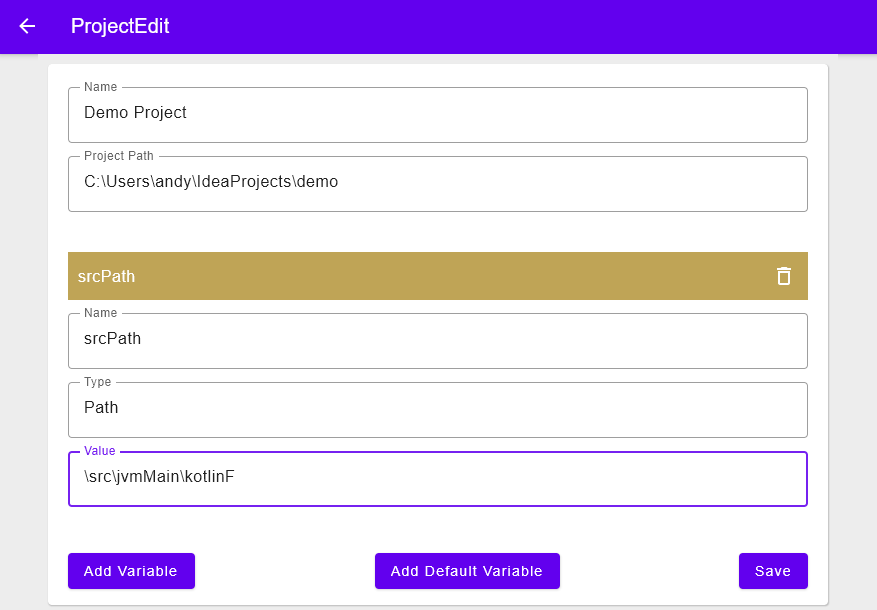 ProjectEdit
Name
Demo Project
Project Path
C:\Users\andy\IdeaProjects\demo
srcPath
Name
srcPath
Type
Path
Value
\src\jvmMain\kotlinF
Add Variable
Add Default Variable
Save